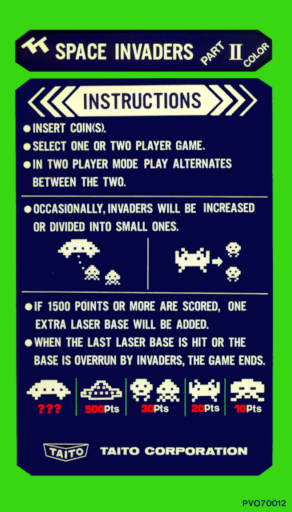 SPACE INVADERS PART II COLOR
INSTRUCTIONS
● INSERT COIN(S).
● SELECT ONE OR TWO PLAYER GAME.
● IN TWO PLAYER MODE PLAY ALTERNATES
BETWEEN THE TWO.
● OCCASIONALLY, INVADERS WILL BE INCREASED
OR DIVIDED INTO SMALL ONES.
● IF 1500 POINTS OR MORE ARE SCORED, ONE
EXTRA LASER BASE WILL BE ADDED.
● WHEN THE LAST LASER BASE IS HIT OR THE
BASE IS OVERRUN BY INVADERS, THE GAME ENDS.
??? 500Pts 30Pts 20Pts 10Pts
TAITO TAITO CORPORATION
PVO70012